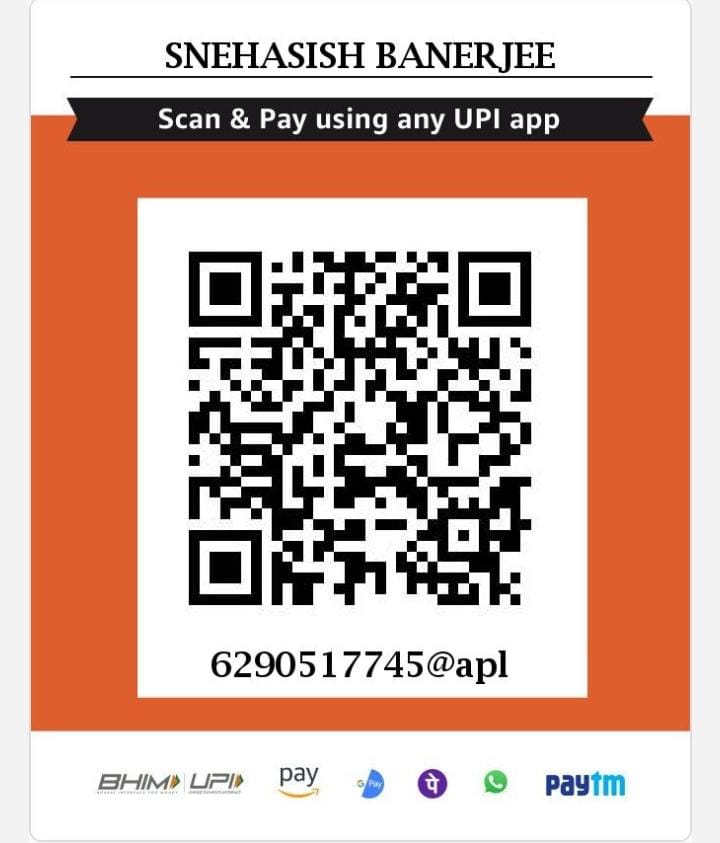 SNEHASISH BANERJEE
Scan & Pay using any UPI app
6290517745@apl
BHIM UPI pay G Pay पे paytm